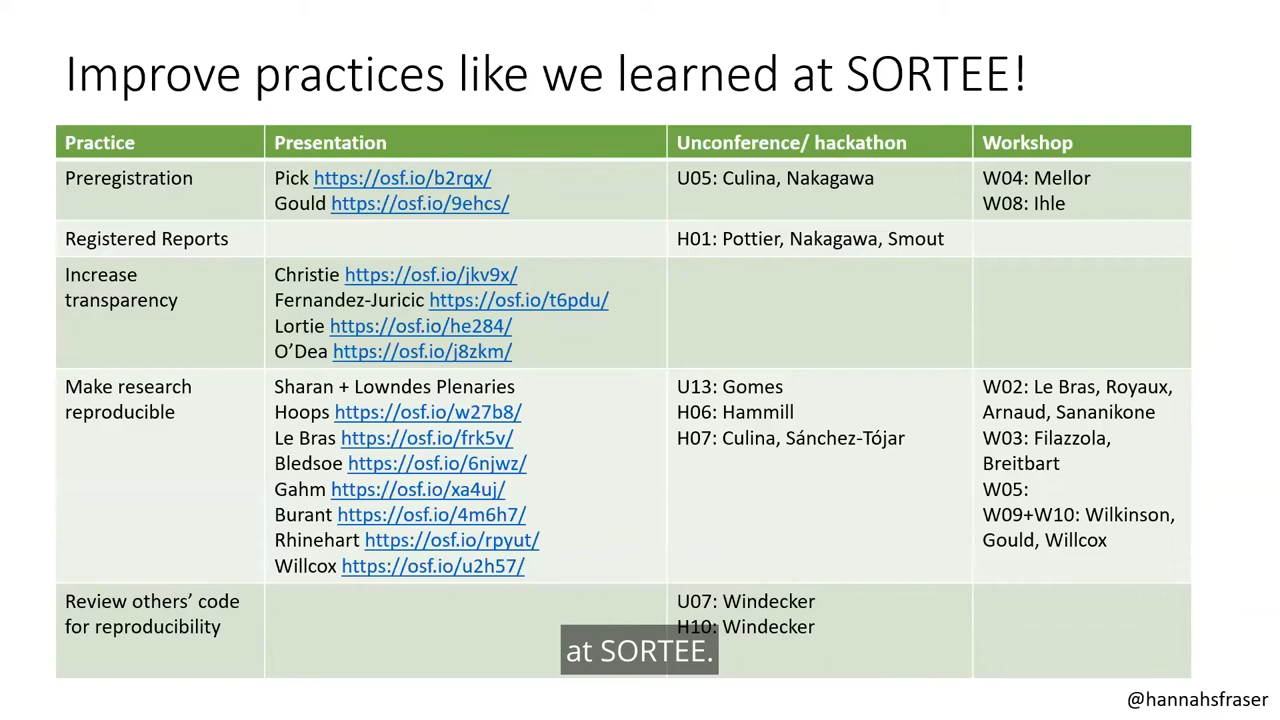 Improve practices like we learned at SORTEE!
Practice
Presentation
Unconference/ hackathon
Workshop
Preregistration
Pick https://osf.io/b2rqx/
Gould https://osf.io/9ehcs/
U05: Culina, Nakagawa
W04: Mellor
W08: Ihle
Registered Reports
H01: Pottier, Nakagawa, Smout
Increase
transparency
Christie https://osf.io/jkv9x/
Fernandez-Juricic https://osf.io/t6pdu/
Lortie https://osf.io/he284/
O’Dea https://osf.io/j8zkm/
Make research
reproducible
Sharan + Lowndes Plenaries
Hoops https://osf.io/w27b8/
Le Bras https://osf.io/frk5v/
Bledsoe https://osf.io/6njwz/
Gahm https://osf.io/xa4uj/
Burant https://osf.io/4m6h7/
Rhinehart https://osf.io/rpyut/
Willcox https://osf.io/u2h57/
U13: Gomes
H06: Hammill
H07: Culina, Sánchez-Tójar
W02: Le Bras, Royaux,
Arnaud, Sananikone
W03: Filazzola,
Breitbart
W05:
W09+W10: Wilkinson,
Gould, Willcox
Review others’ code
for reproducibility
U07: Windecker
H10: Windecker
at SORTEE.
@hannahsfraser